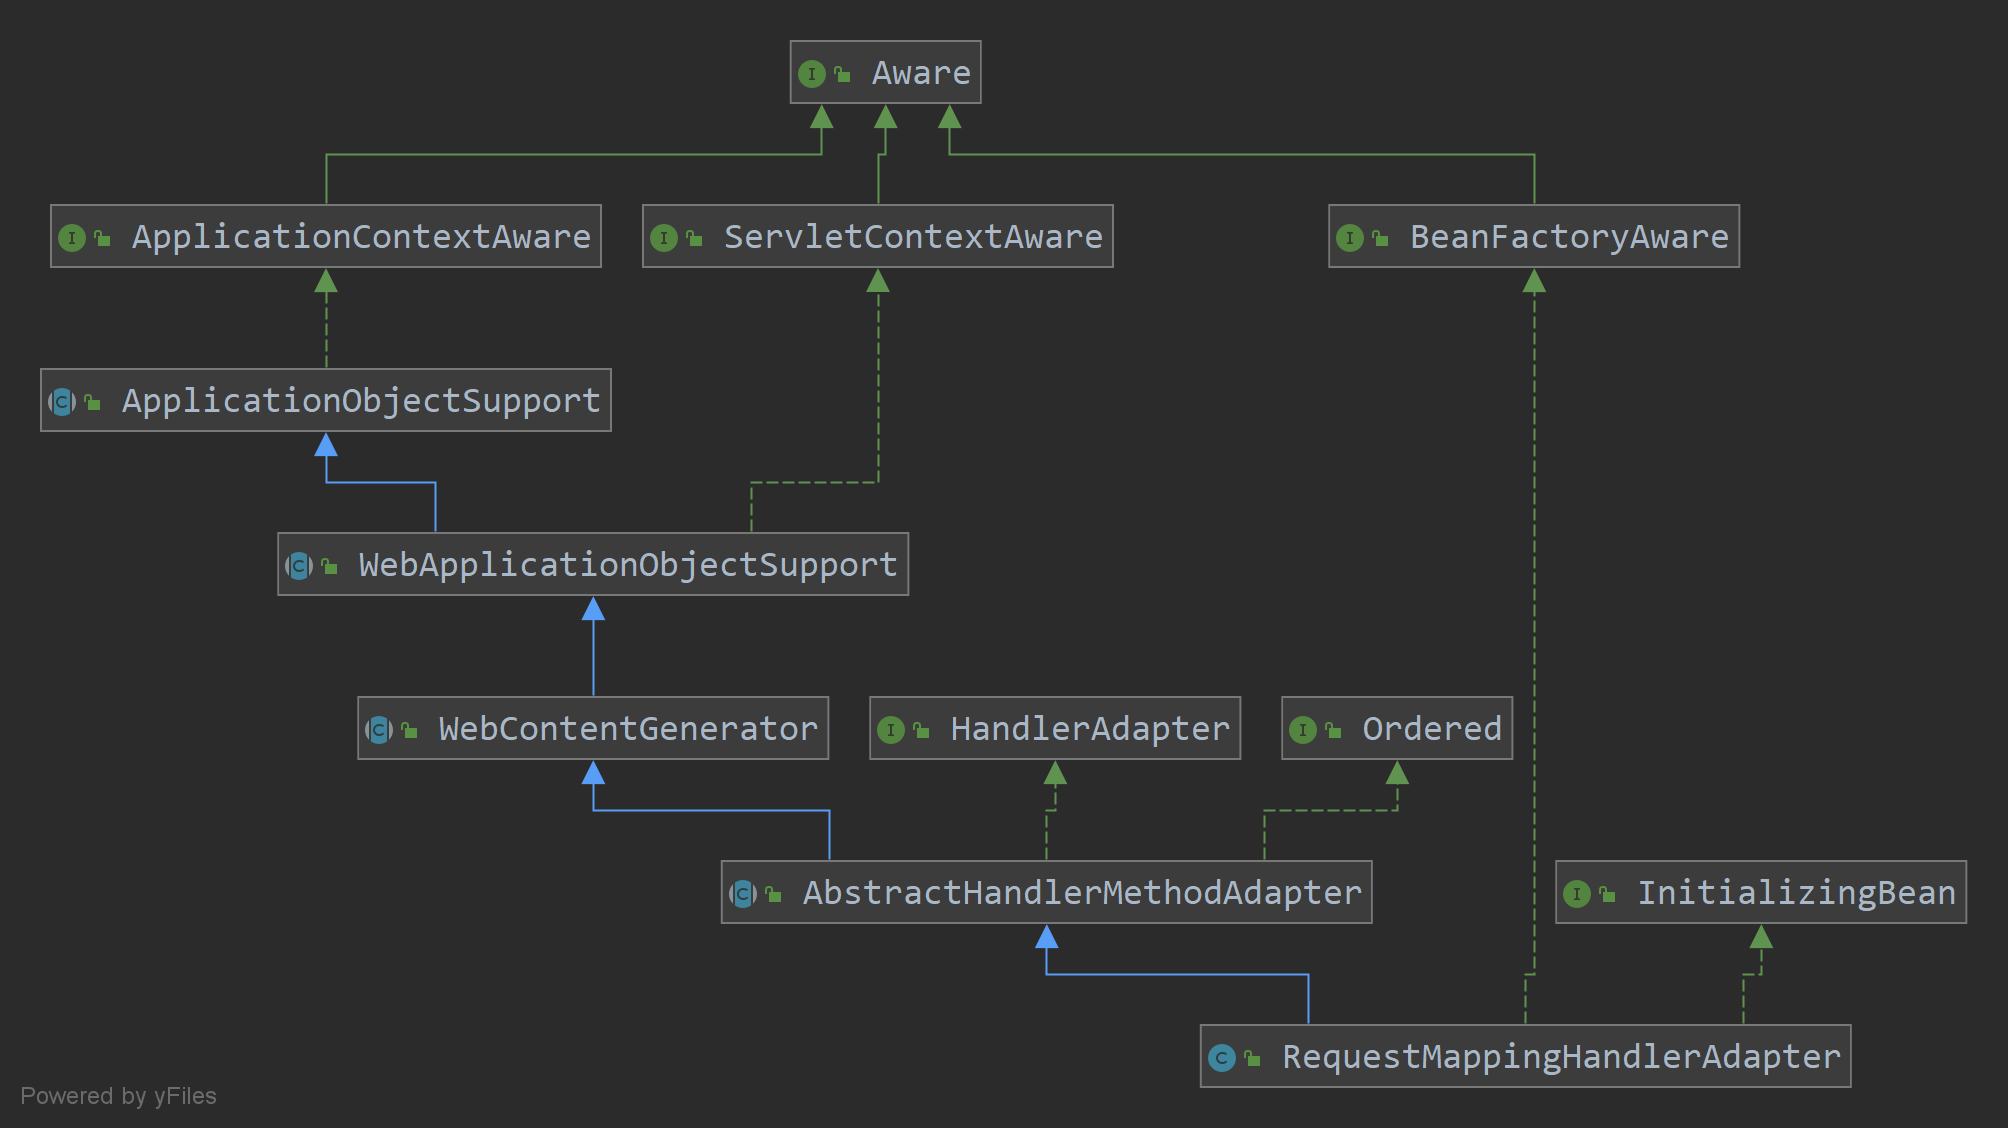 Aware
ApplicationContextAware
ServletContextAware
BeanFactoryAware
ApplicationObjectSupport
WebApplicationObjectSupport
WebContentGenerator
HandlerAdapter
Ordered
AbstractHandlerMethodAdapter
InitializingBean
RequestMappingHandlerAdapter
Powered by yFiles